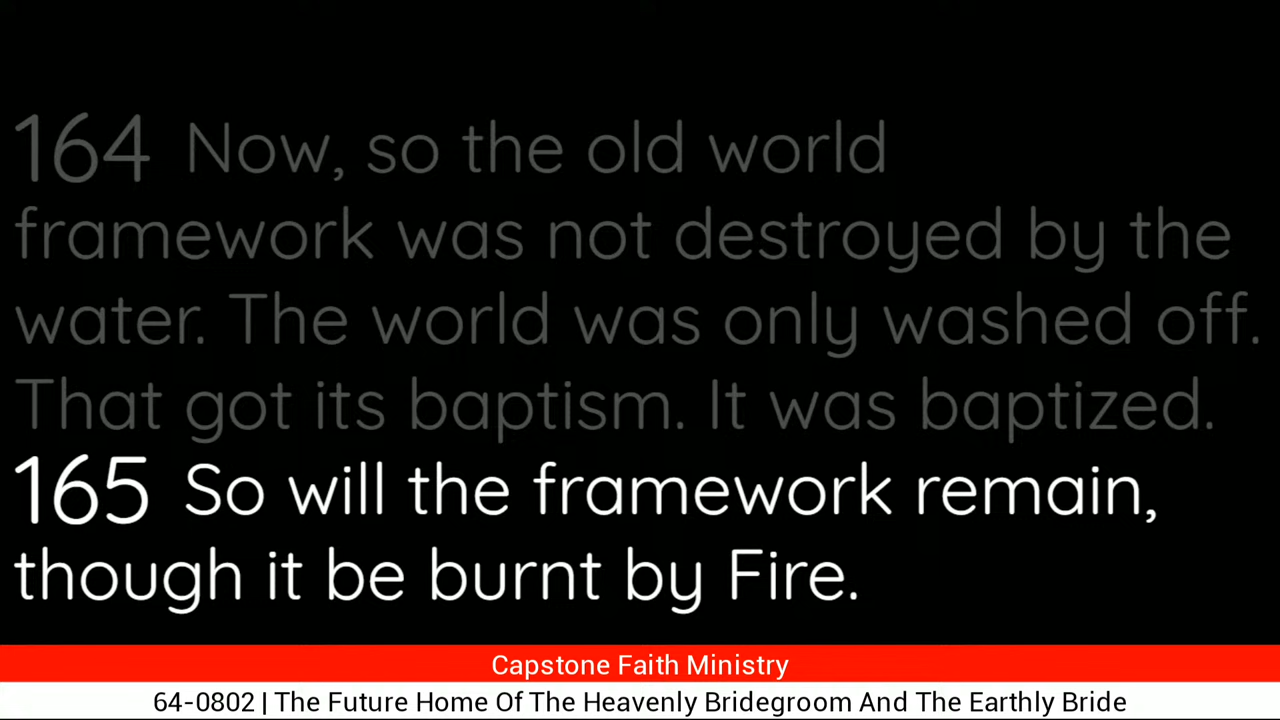 164 Now, so the old world
framework was not destroyed by the
water. The world was only washed off.
That got its baptism. It was baptized.
165 So will the framework remain,
though it be burnt by Fire.
Capstone Faith Ministry
64-0802 | The Future Home Of The Heavenly Bridegroom And The Earthly Bride